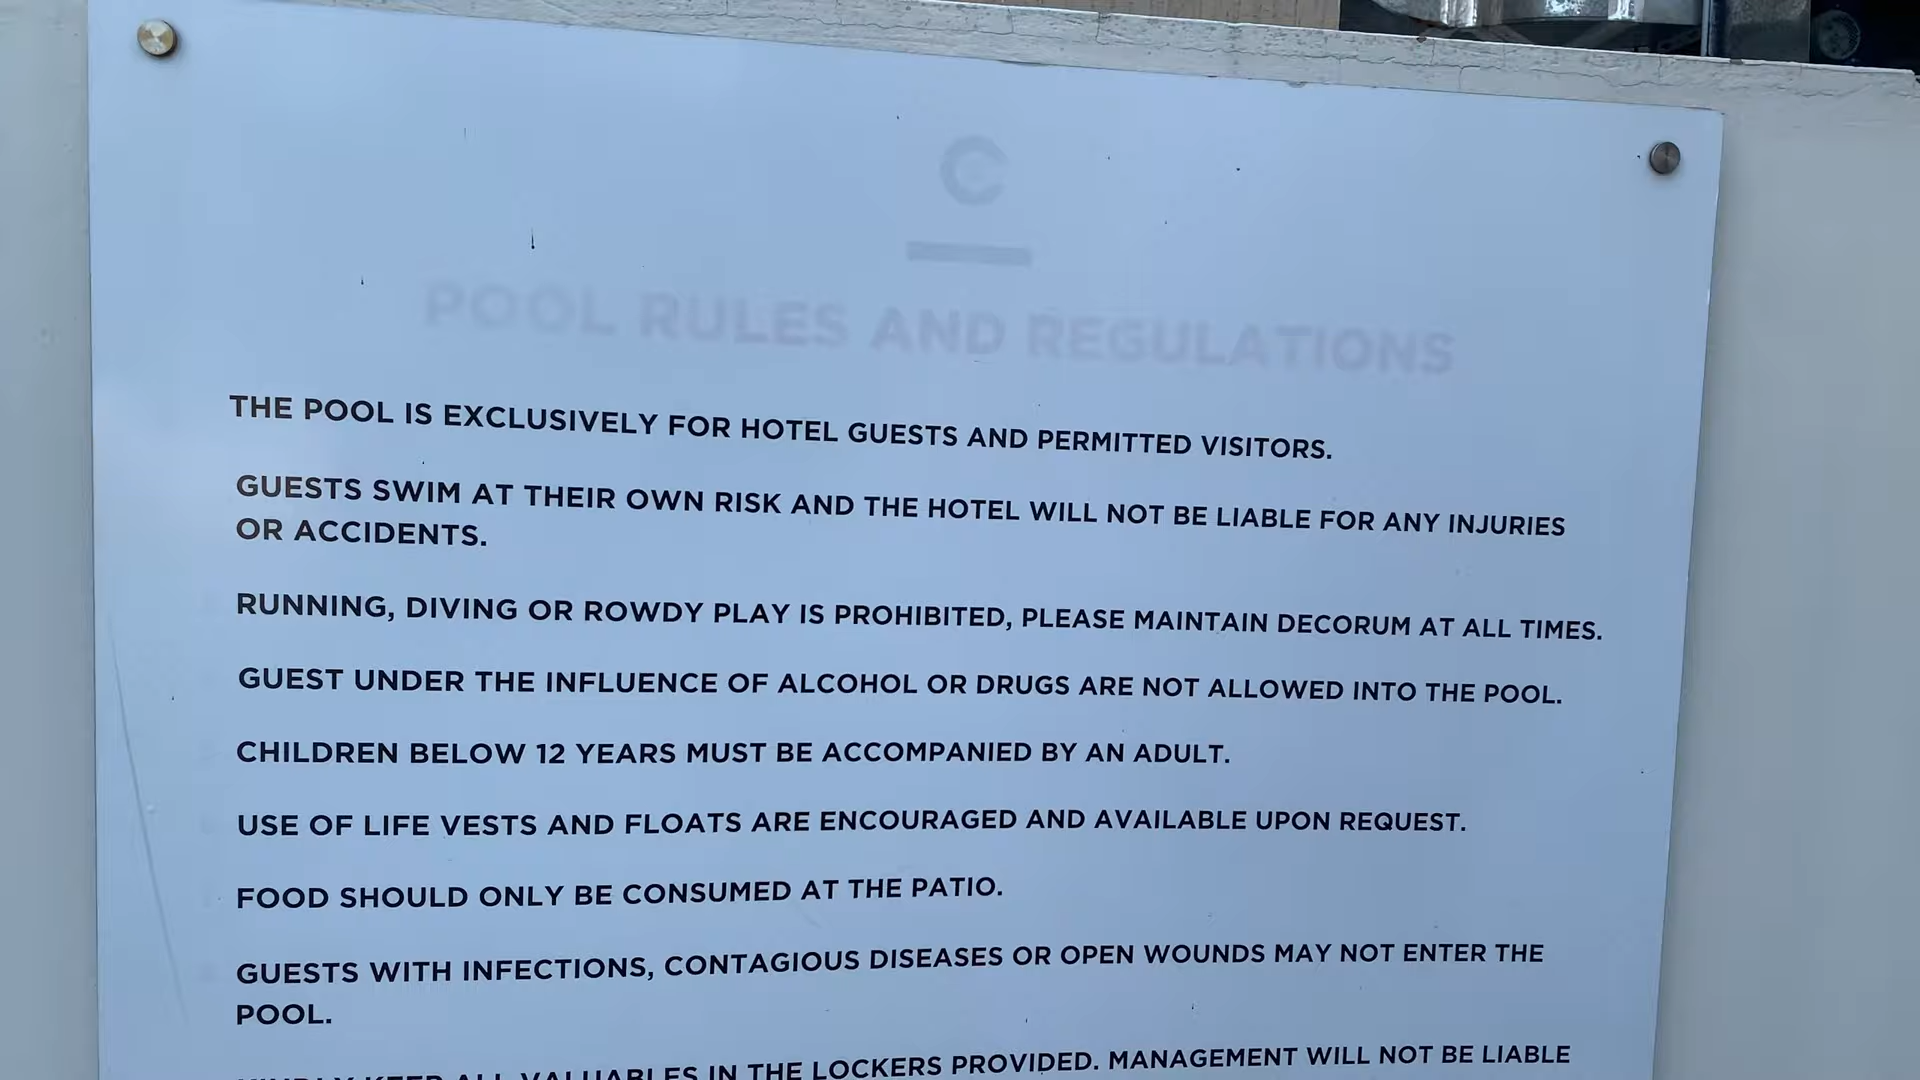 C
POOL RULES AND REGULATIONS
THE POOL IS EXCLUSIVELY FOR HOTEL GUESTS AND PERMITTED VISITORS.
GUESTS SWIM AT THEIR OWN RISK AND THE HOTEL WILL NOT BE LIABLE FOR ANY INJURIES
OR ACCIDENTS.
RUNNING, DIVING OR ROWDY PLAY IS PROHIBITED, PLEASE MAINTAIN DECORUM AT ALL TIMES.
GUEST UNDER THE INFLUENCE OF ALCOHOL OR DRUGS ARE NOT ALLOWED INTO THE POOL.
CHILDREN BELOW 12 YEARS MUST BE ACCOMPANIED BY AN ADULT.
USE OF LIFE VESTS AND FLOATS ARE ENCOURAGED AND AVAILABLE UPON REQUEST.
FOOD SHOULD ONLY BE CONSUMED AT THE PATIO.
GUESTS WITH INFECTIONS, CONTAGIOUS DISEASES OR OPEN WOUNDS MAY NOT ENTER THE
POOL.
KINDLY KEEP ALL VALUABLES IN THE LOCKERS PROVIDED. MANAGEMENT WILL NOT BE LIABLE